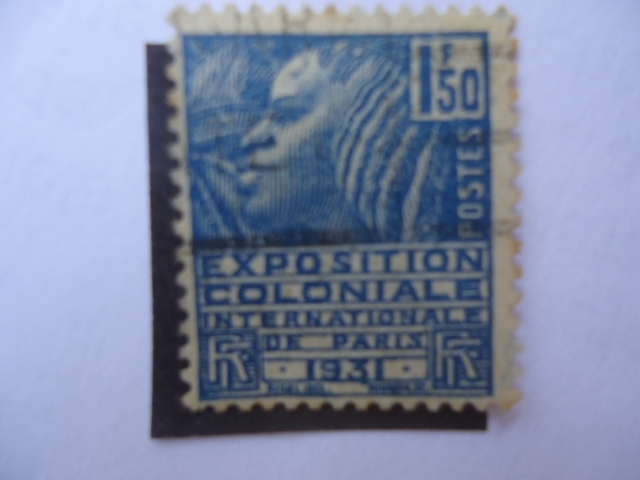 1F50
POSTES
EXPOSITION
COLONIALE
INTERNATIONALE
DE PARIS
RF · 1931 · RF